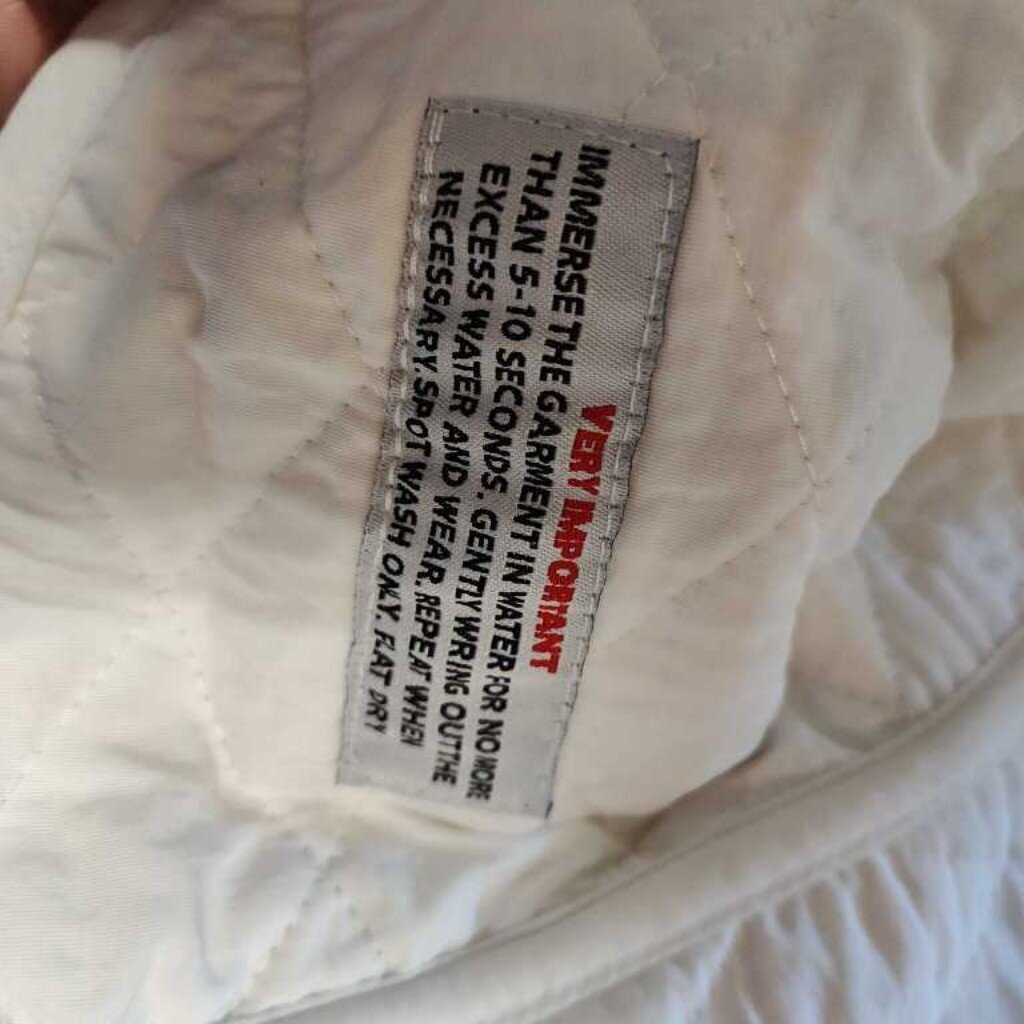 VERY IMPORTANT
IMMERSE THE GARMENT IN WATER FOR NO MORE
THAN 5-10 SECONDS. GENTLY WRING OUT THE
EXCESS WATER AND WEAR. REPEAT WHEN
NECESSARY. SPOT WASH ONLY. FLAT DRY